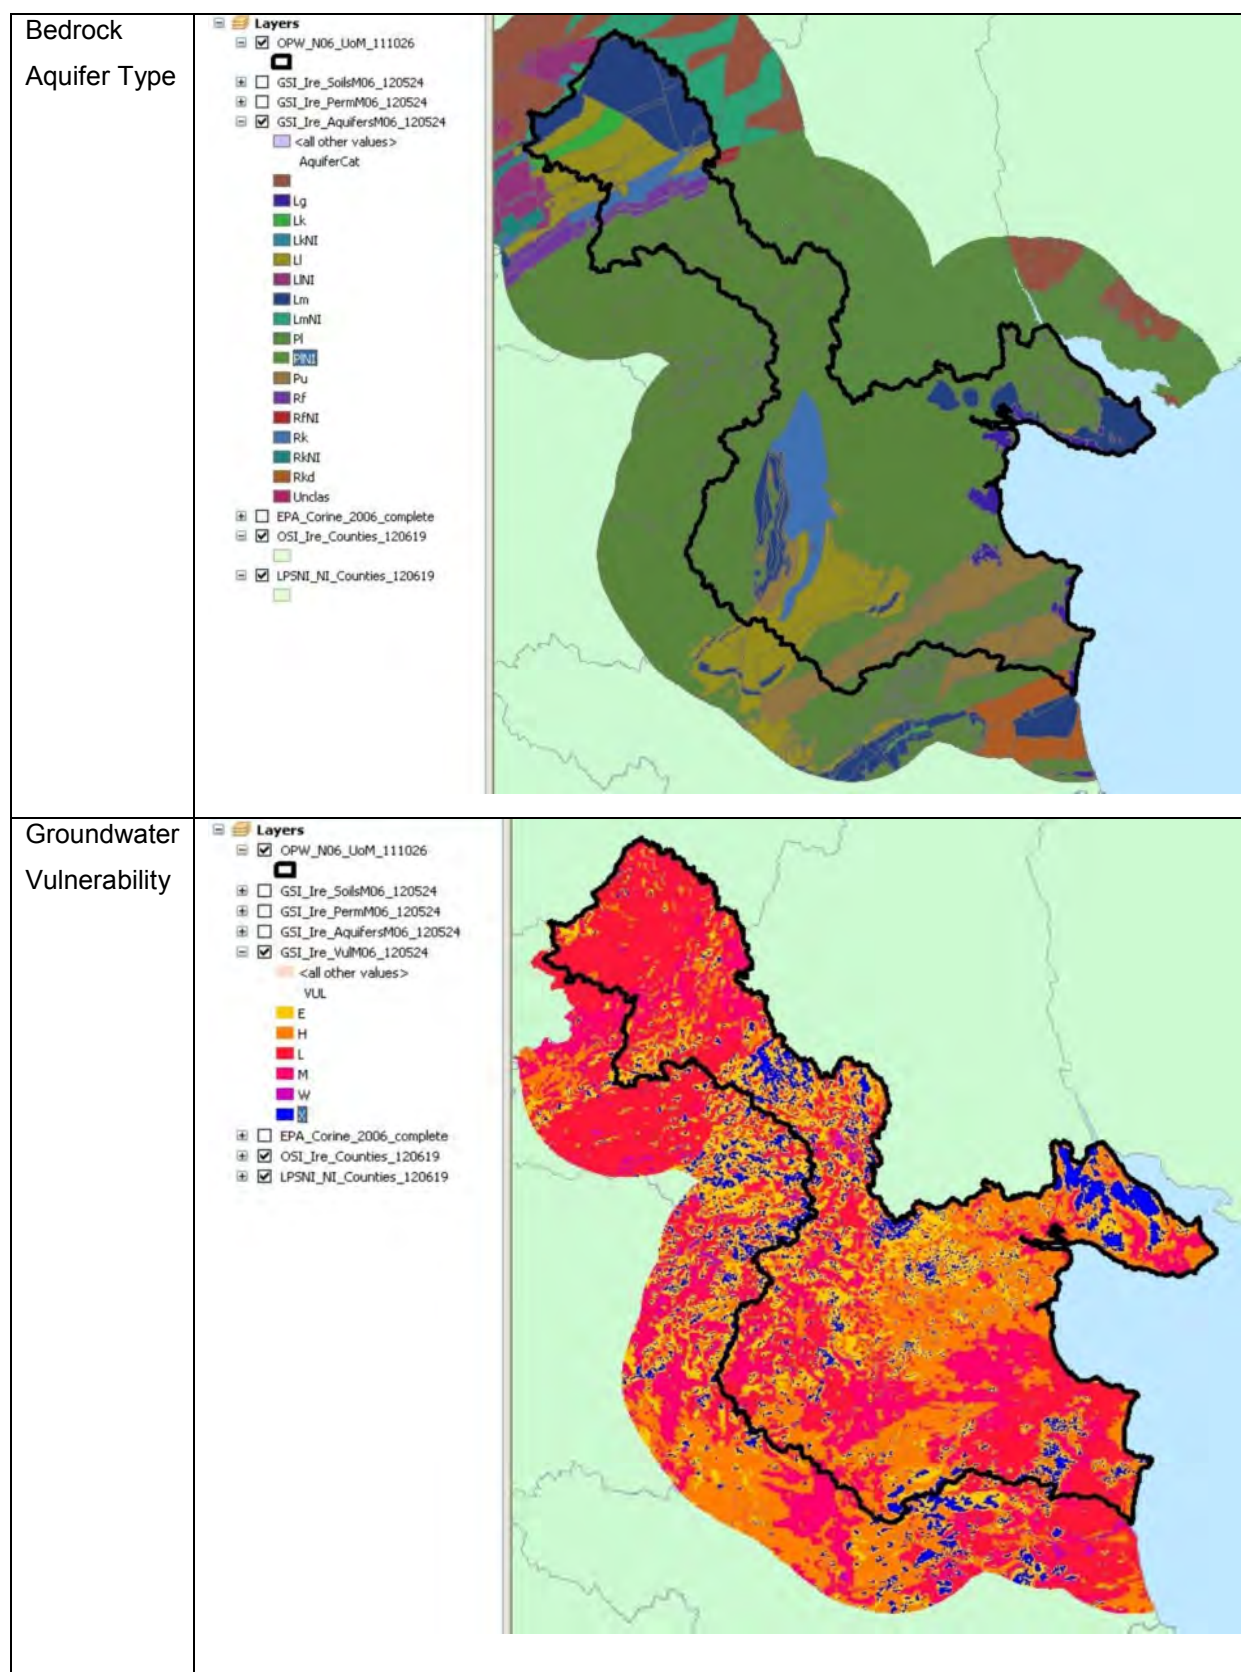 Bedrock
Aquifer Type
Layers
OPW_N06_UoM_111026
GSI_Ire_SoilsM06_120524
GSI_Ire_PermM06_120524
GSI_Ire_AquifersM06_120524
<all other values>
AquiferCat
Lg
Lk
LkNI
Ll
LlNI
Lm
LmNI
Pl
PlNI
Pu
Rf
RfNI
Rk
RkNI
Rkd
Unclas
EPA_Corine_2006_complete
OSI_Ire_Counties_120619
LPSNI_NI_Counties_120619
Groundwater
Vulnerability
Layers
OPW_N06_UoM_111026
GSI_Ire_SoilsM06_120524
GSI_Ire_PermM06_120524
GSI_Ire_AquifersM06_120524
GSI_Ire_VulM06_120524
<all other values>
VUL
E
H
L
M
W
X
EPA_Corine_2006_complete
OSI_Ire_Counties_120619
LPSNI_NI_Counties_120619